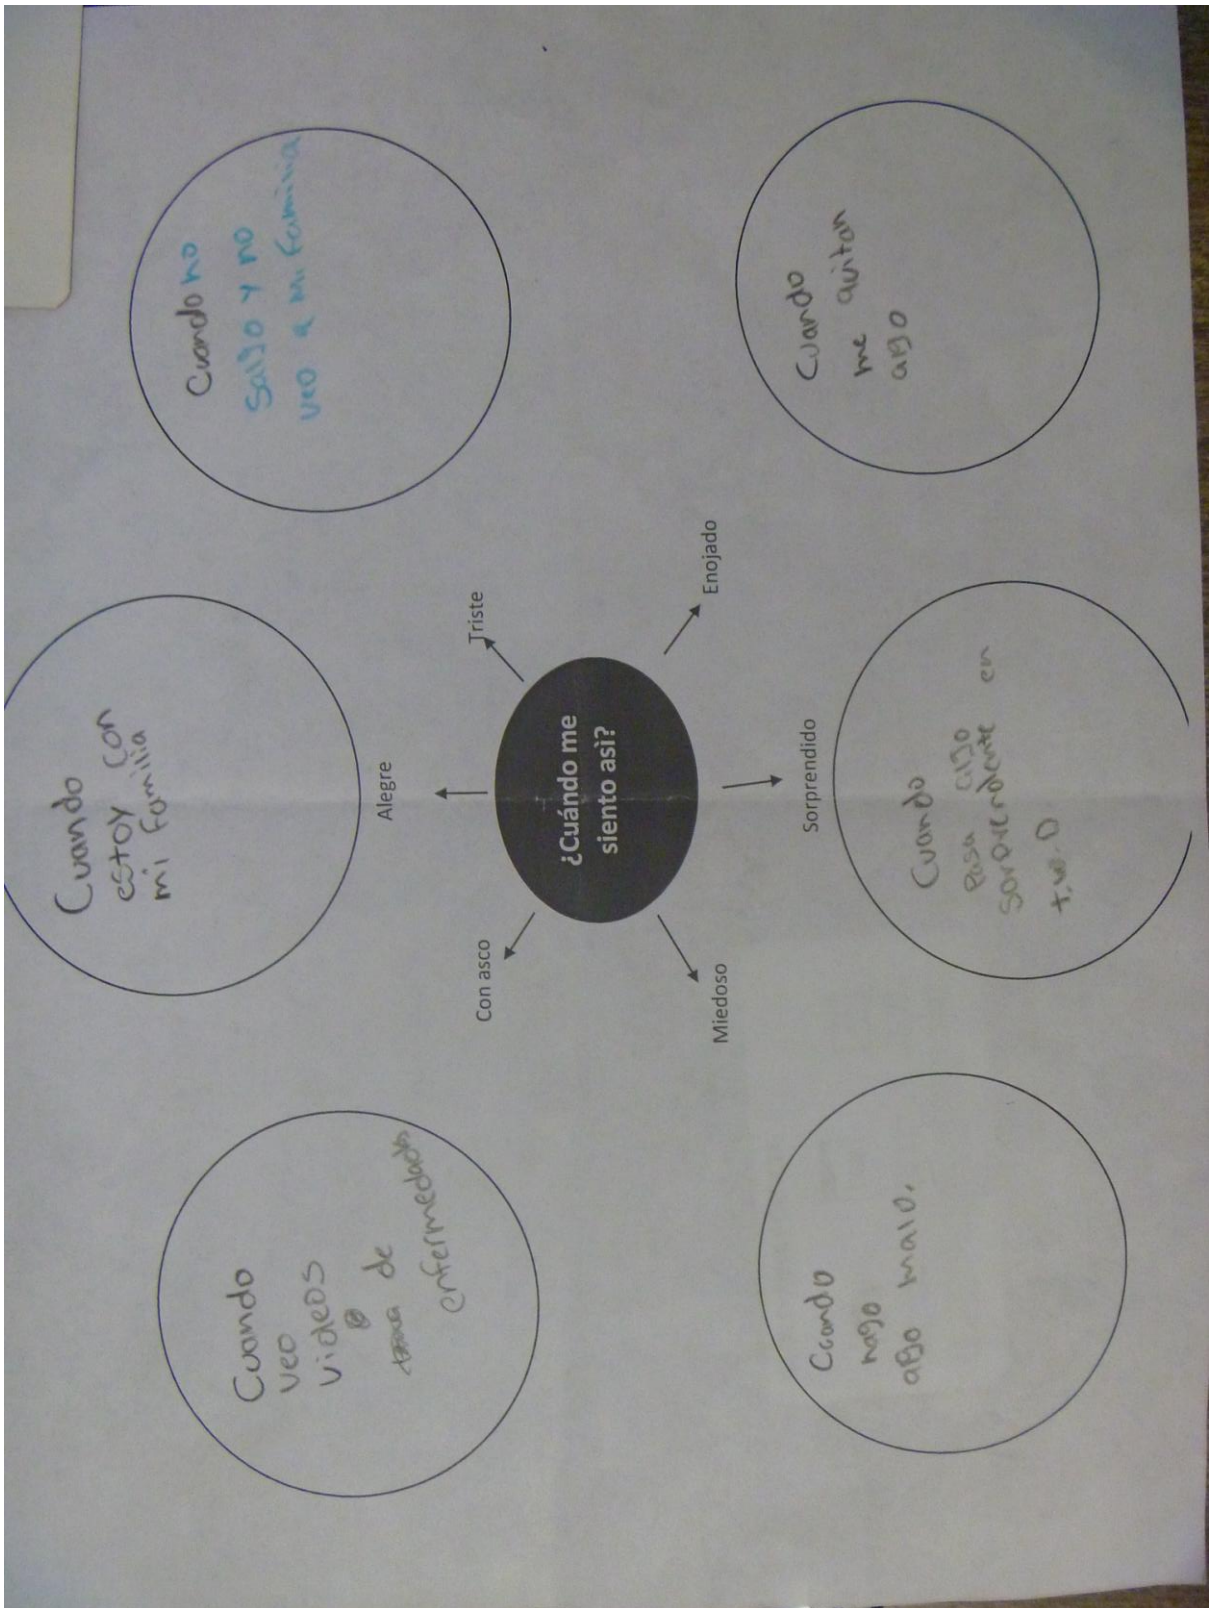 Cuando
estoy con
mi familia
Cuando
veo
videos
de
enfermedades
Cuando no
salgo y no
veo a mi familia
Alegre
Con asco
Triste
¿Cuándo me
siento asì?
Miedoso
Enojado
Sorprendido
Cuando
hago
algo malo.
Cuando
pasa algo
sorprendente en
t.w.D
Cuando
me quitan
algo